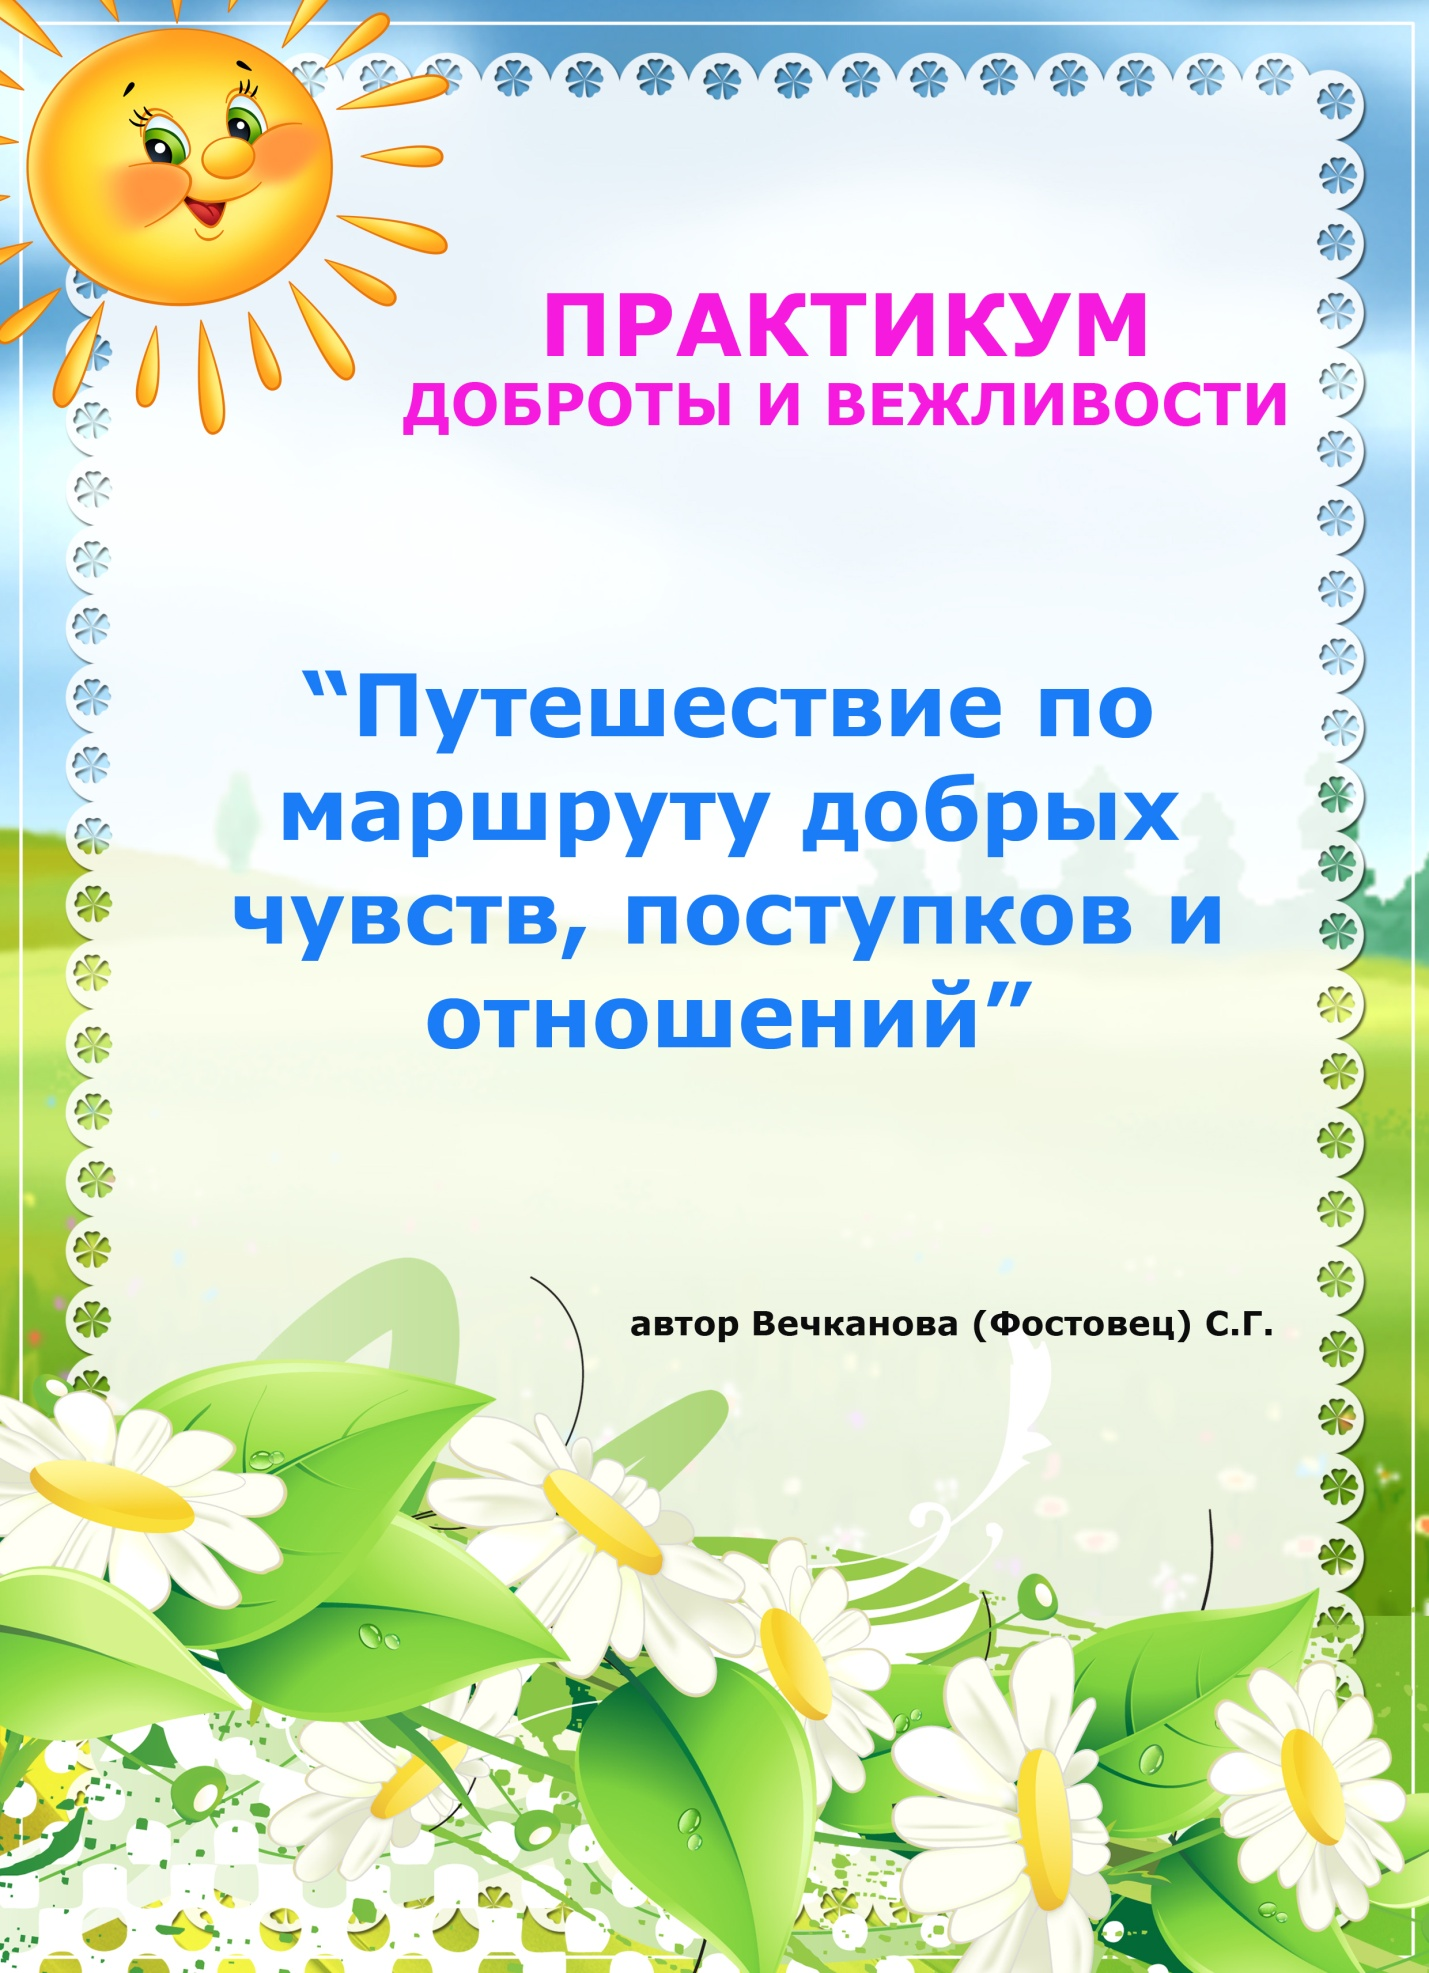 ПРАКТИКУМ
ДОБРОТЫ И ВЕЖЛИВОСТИ
“Путешествие по
маршруту добрых
чувств, поступков и
отношений”
автор Вечканова (Фостовец) С.Г.